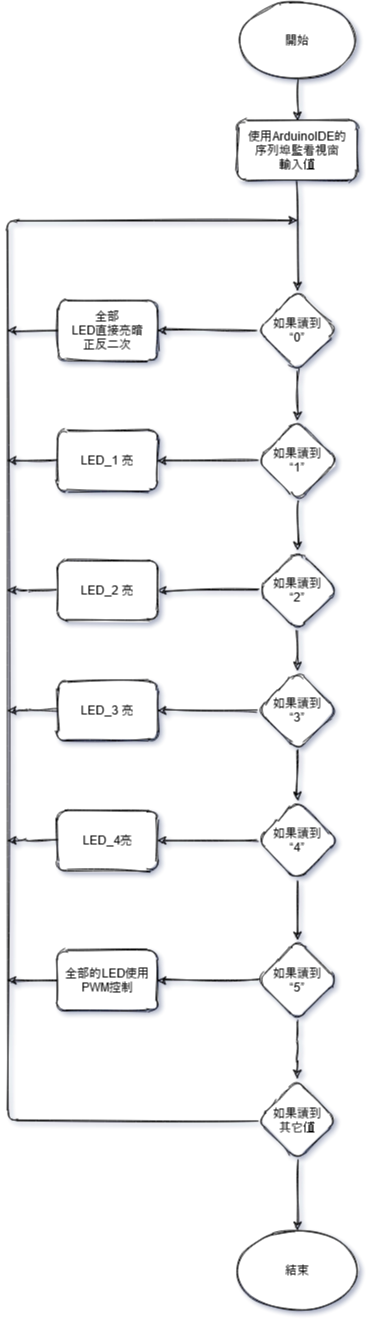 開始
使用ArduinoIDE的
序列埠監看視窗
輸入值
全部
LED直接亮暗
正反二次
如果讀到
“0”
LED_1 亮
如果讀到
“1”
LED_2 亮
如果讀到
“2”
LED_3 亮
如果讀到
“3”
LED_4亮
如果讀到
“4”
全部的LED使用
PWM控制
如果讀到
“5”
如果讀到
其它值
結束